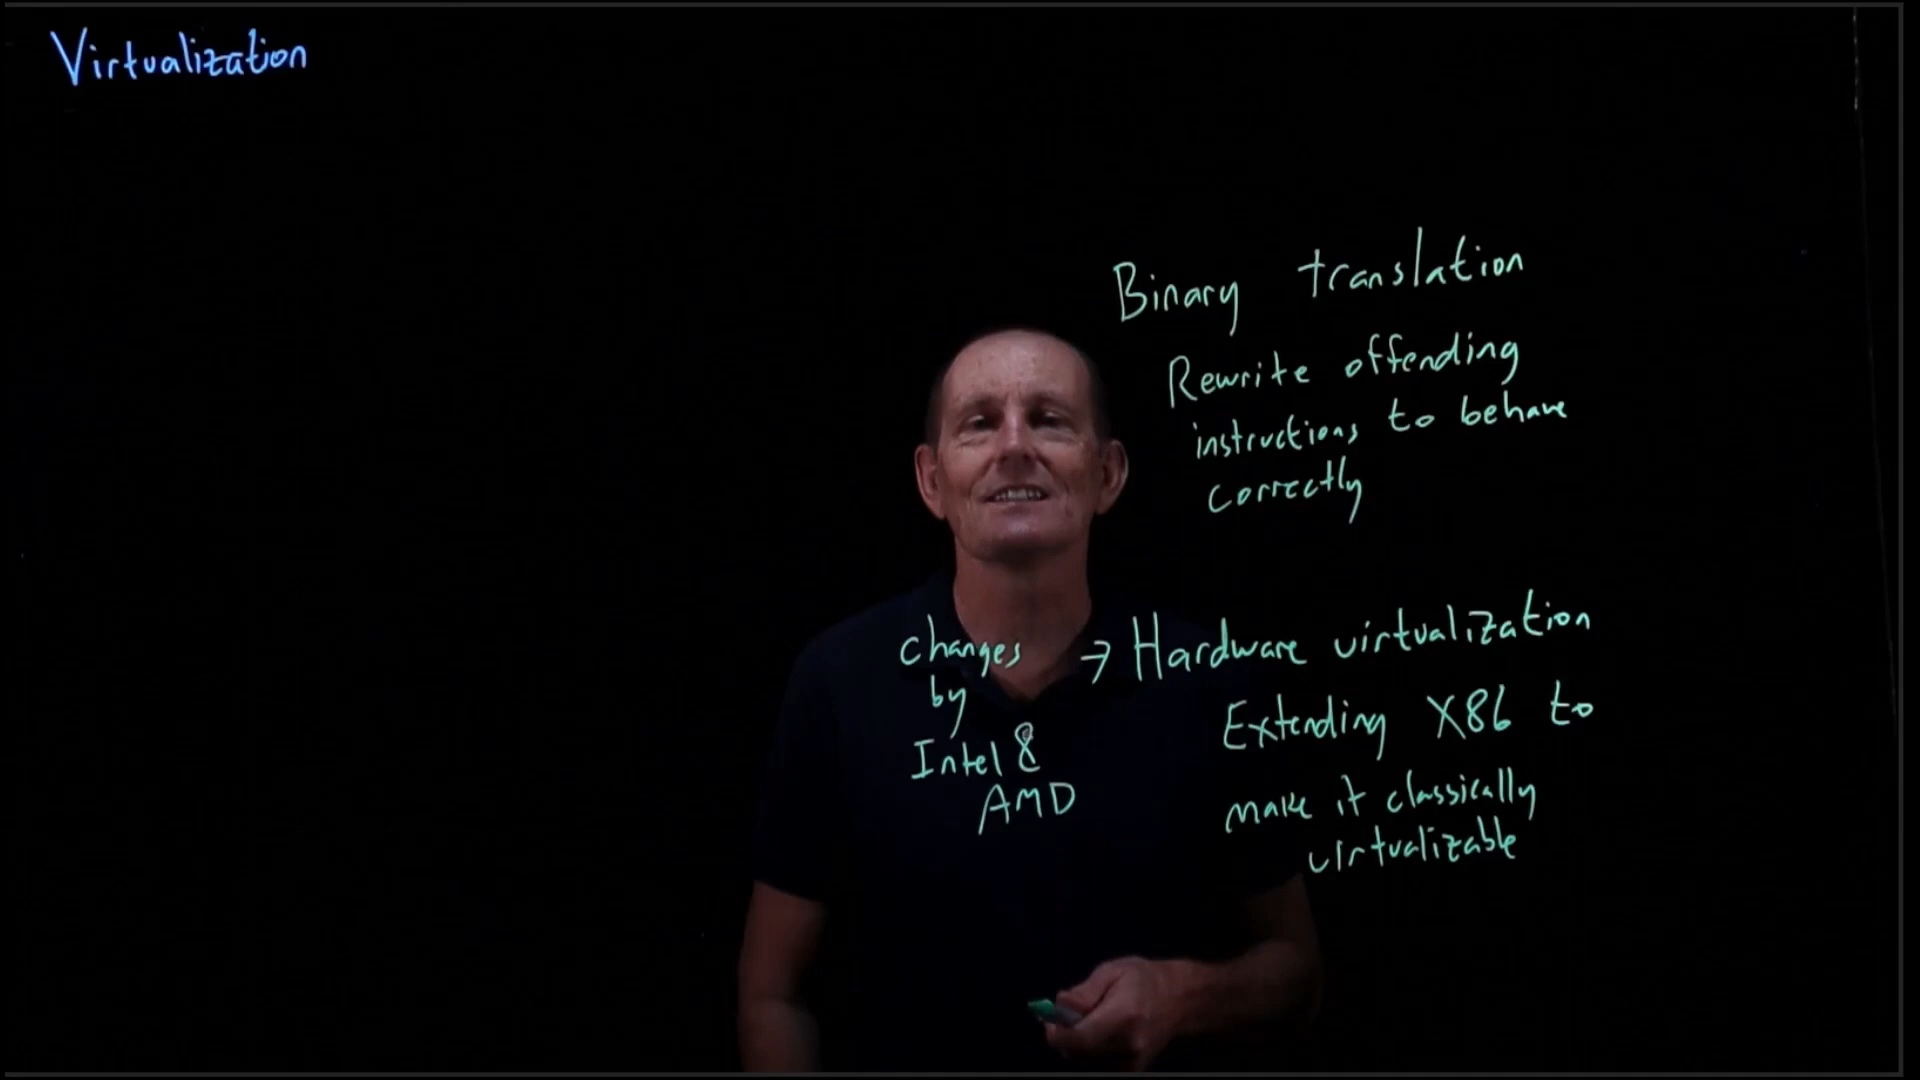 Virtualization
Binary translation
Rewrite offending
instructions to behave
correctly
changes
by
Intel &
AMD
→ Hardware virtualization
Extending X86 to
make it classically
virtualizable